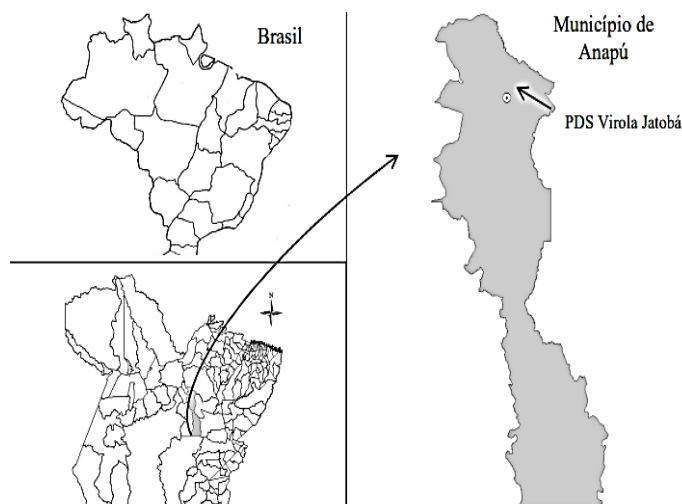 Brasil
Município de
Anapú
PDS Virola Jatobá
N